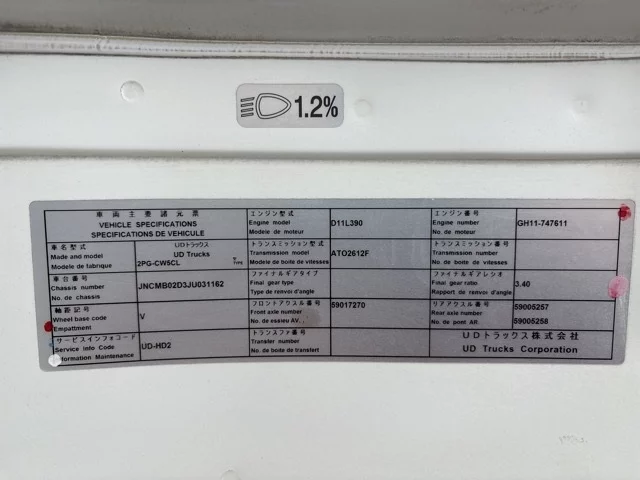 1.2%
車両主要諸元票
VEHICLE SPECIFICATIONS
SPECIFICATIONS DE VEHICULE
車名型式
Made and model
Modele de fabrique
UDトラックス
UD Trucks
2PG-CW5CL
TYPE
車台番号
Chassis number
No. de chassis
JNCMB02D3JU031162
軸距記号
Wheel base code
Empattment
V
サービスインフォコード
Service Info Code
Information Maintenance
UD-HD2
エンジン型式
Engine model
Modele de moteur
D11L390
トランスミッション型式
Transmission model
Modele de boite de vitesses
ATO2612F
ファイナルギアタイプ
Final gear type
Type de renvoi d'angle
フロントアクスル番号
Front axle number
No. de essieu AV.
59017270
トランスファ番号
Transfer number
No. de boite de transfert
エンジン番号
Engine number
No. de moteur
GH11-747611
トランスミッション番号
Transmission number
No. de boite de vitesses
ファイナルギアレシオ
Final gear ratio
Rapport de renvoi d'angle
3.40
リアアクスル番号
Rear axle number
No. de pont AR.
59005257
59005258
UDトラックス株式会社
UD Trucks Corporation